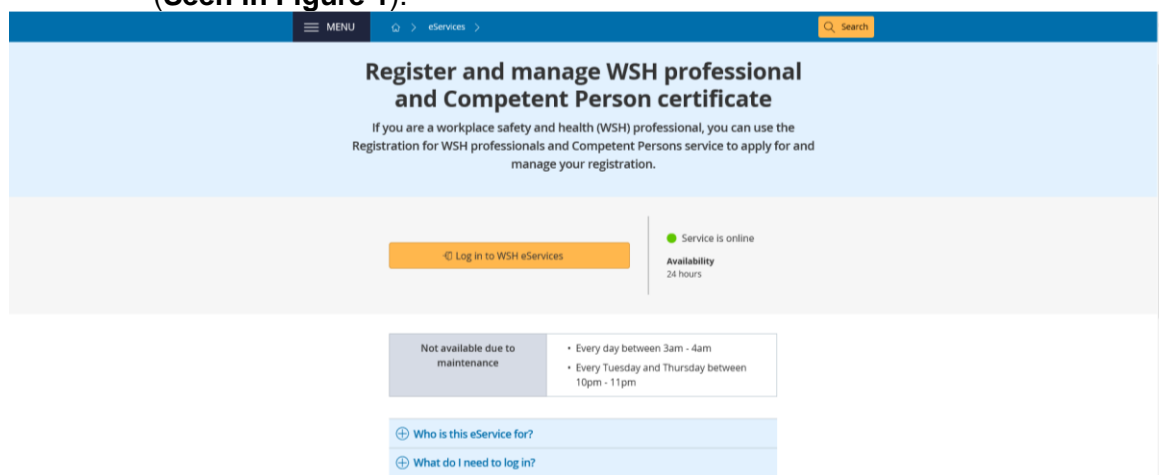 (Seen in Figure 1).
MENU
eServices
Search
Register and manage WSH professional
and Competent Person certificate
If you are a workplace safety and health (WSH) professional, you can use the
Registration for WSH professionals and Competent Persons service to apply for and
manage your registration.
Log in to WSH eServices
Service is online
Availability
24 hours
Not available due to
maintenance
• Every day between 3am - 4am
• Every Tuesday and Thursday between
10pm - 11pm
Who is this eService for?
What do I need to log in?